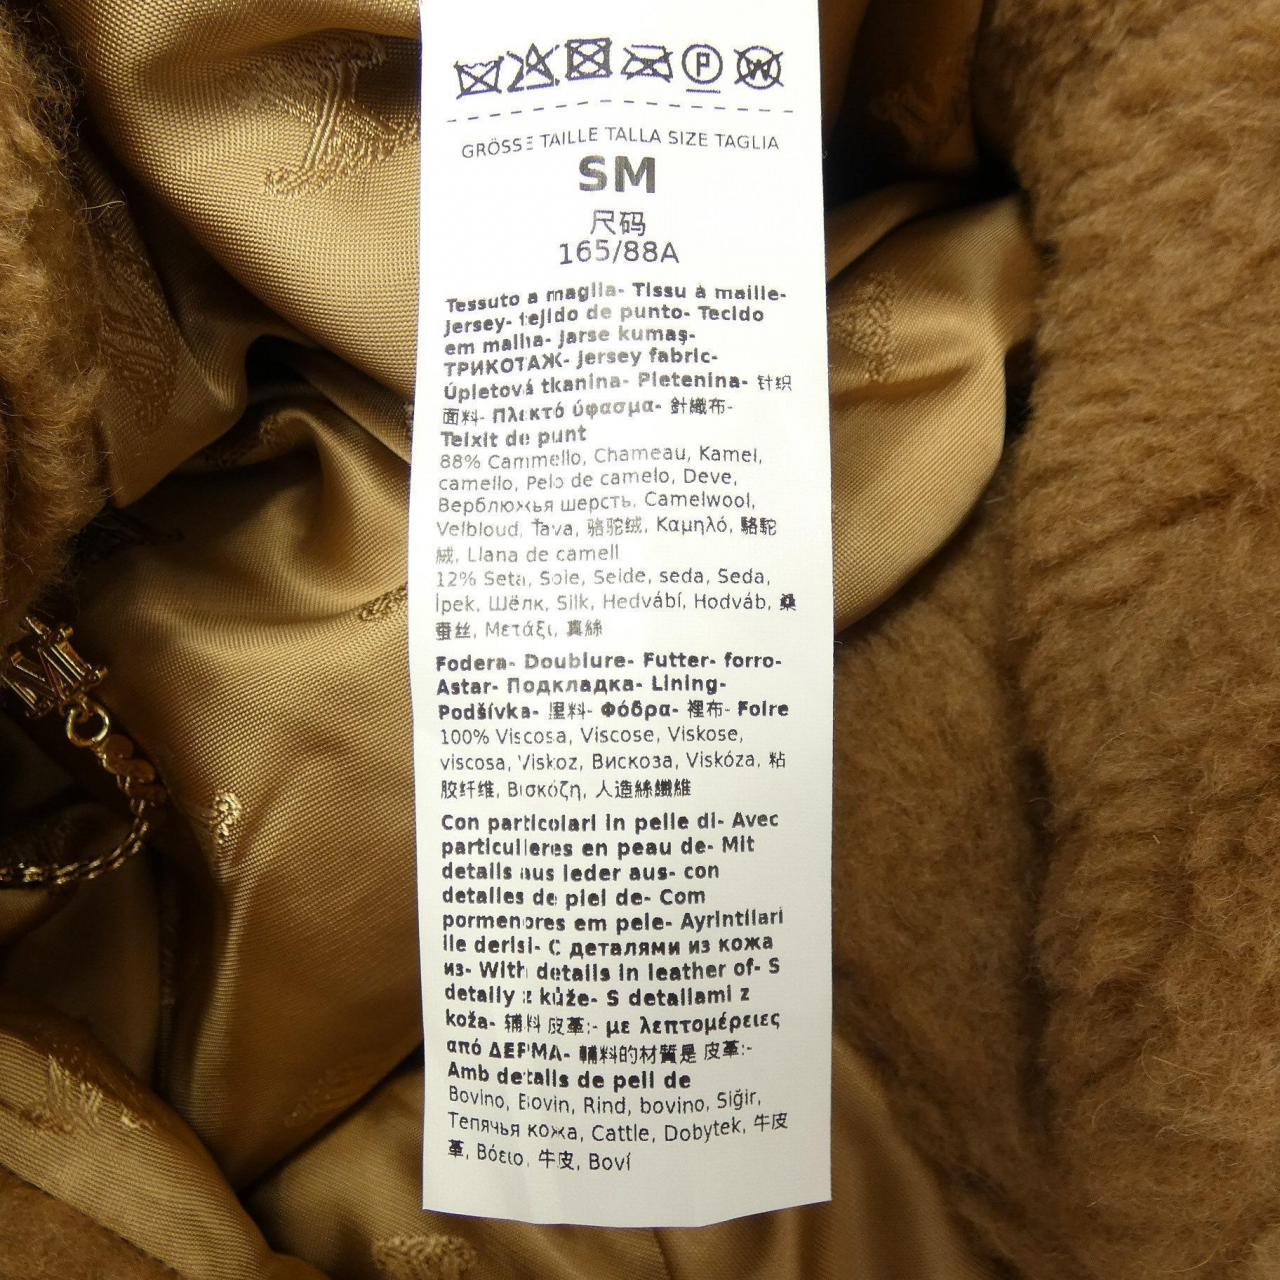 GRÖSSE TAILLE TALLA SIZE TAGLIA
SM
尺码
165/88A
Tessuto a maglia- Tissu à maille-
Jersey- tejido de punto- Tecido
em malha- Jarse kumaş-
ТРИКОТАЖ- Jersey fabric-
Úpletová tkanina- Pletenina- 针织
面料- Πλεκτό ύφασμα- 針織布-
Teixit de punt
88% Cammello, Chameau, Kamel,
camello, Pelo de camelo, Deve,
Верблюжья шерсть, Camelwool,
Velbloud, Ťava, 骆驼绒, Καμηλό, 駱駝
絨, Llana de camell
12% Seta, Soie, Seide, seda, Seda,
İpek, Шёлк, Silk, Hedvábí, Hodváb, 桑
蚕丝, Μετάξι, 真絲
Fodera- Doublure- Futter- forro-
Astar- Подкладка- Lining-
Podšívka- 里料- Φόδρα- 裡布- Folre
100% Viscosa, Viscose, Viskose,
viscosa, Viskoz, Вискоза, Viskóza, 粘
胶纤维, Βισκόζη, 人造絲纖維
Con particolari in pelle di- Avec
particulieres en peau de- Mit
details aus leder aus- con
detalles de piel de- Com
pormenores em pele- Ayrintilari
ile derisi- С деталями из кожа
из- With details in leather of- S
detaily z kůže- S detailami z
koža- 辅料 皮革:- με λεπτομέρειες
από ΔΕΡΜΑ- 輔料的材質是 皮革:-
Amb detalls de pell de
Bovino, Bovin, Rind, bovino, Siğir,
Телячья кожа, Cattle, Dobytek, 牛皮
革, Βόειο, 牛皮, Boví